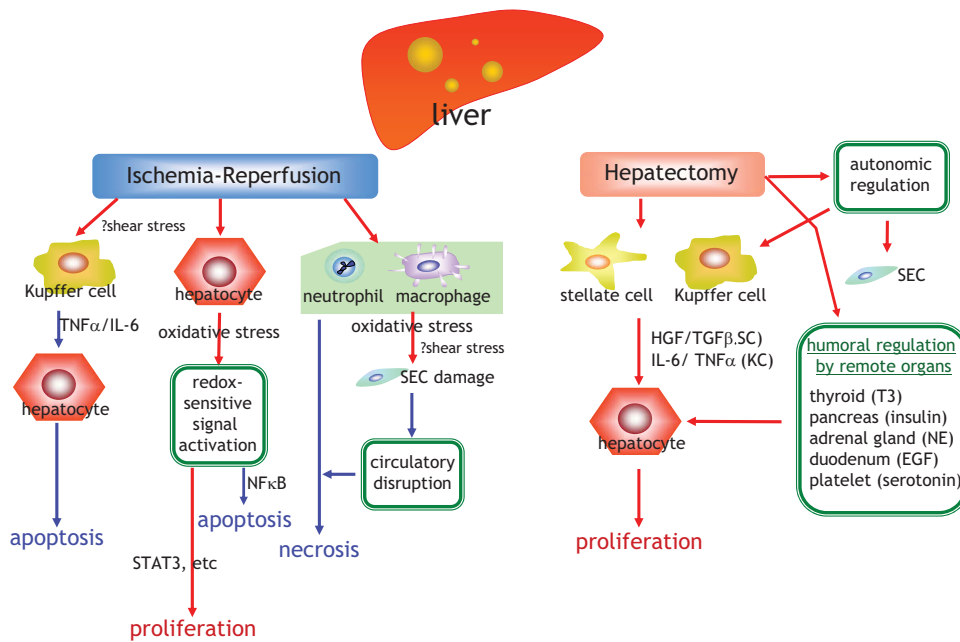 liver
Ischemia-Reperfusion
?shear stress
Kupffer cell
TNFα/IL-6
hepatocyte
apoptosis
hepatocyte
oxidative stress
redox-
sensitive
signal
activation
NFκB
apoptosis
STAT3, etc
proliferation
neutrophil
macrophage
oxidative stress
?shear stress
SEC damage
circulatory
disruption
necrosis
Hepatectomy
autonomic
regulation
stellate cell
Kupffer cell
SEC
HGF/TGFβ.SC)
IL-6/ TNFα (KC)
hepatocyte
proliferation
humoral regulation
by remote organs
thyroid (T3)
pancreas (insulin)
adrenal gland (NE)
duodenum (EGF)
platelet (serotonin)